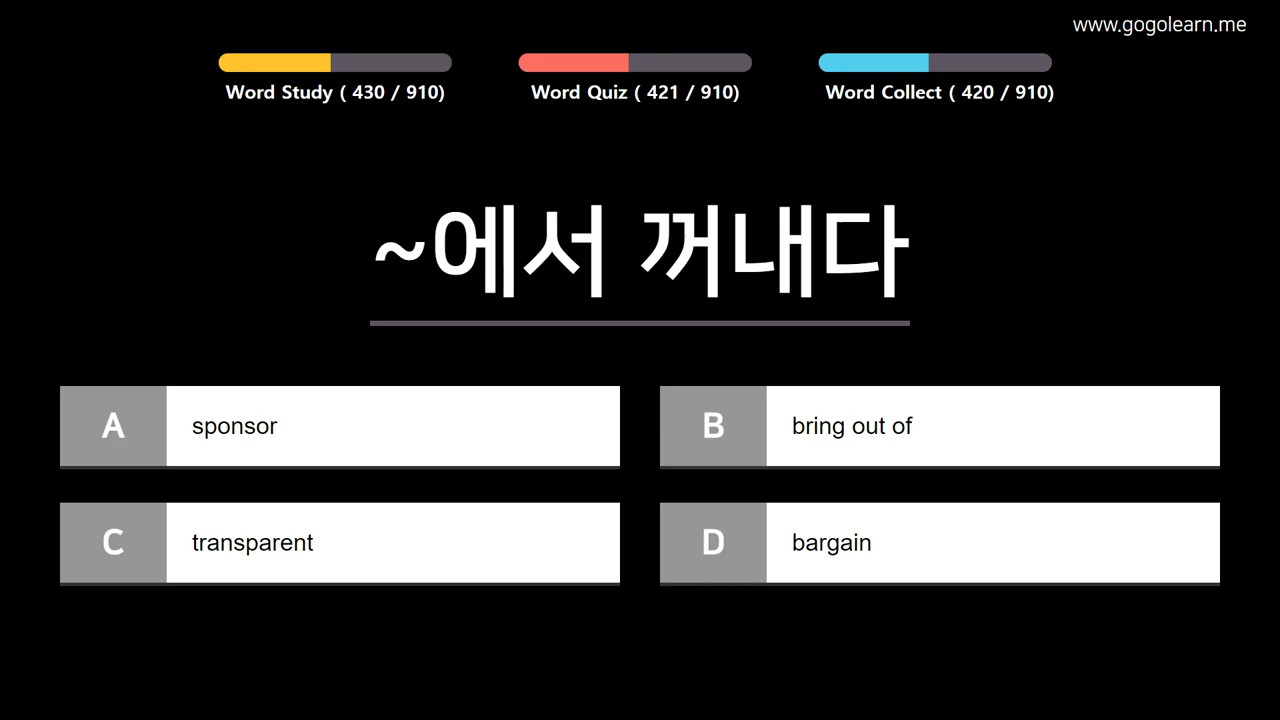 www.gogolearn.me
Word Study ( 430 / 910)
Word Quiz ( 421 / 910)
Word Collect ( 420 / 910)
~에서 꺼내다
A sponsor
B bring out of
C transparent
D bargain